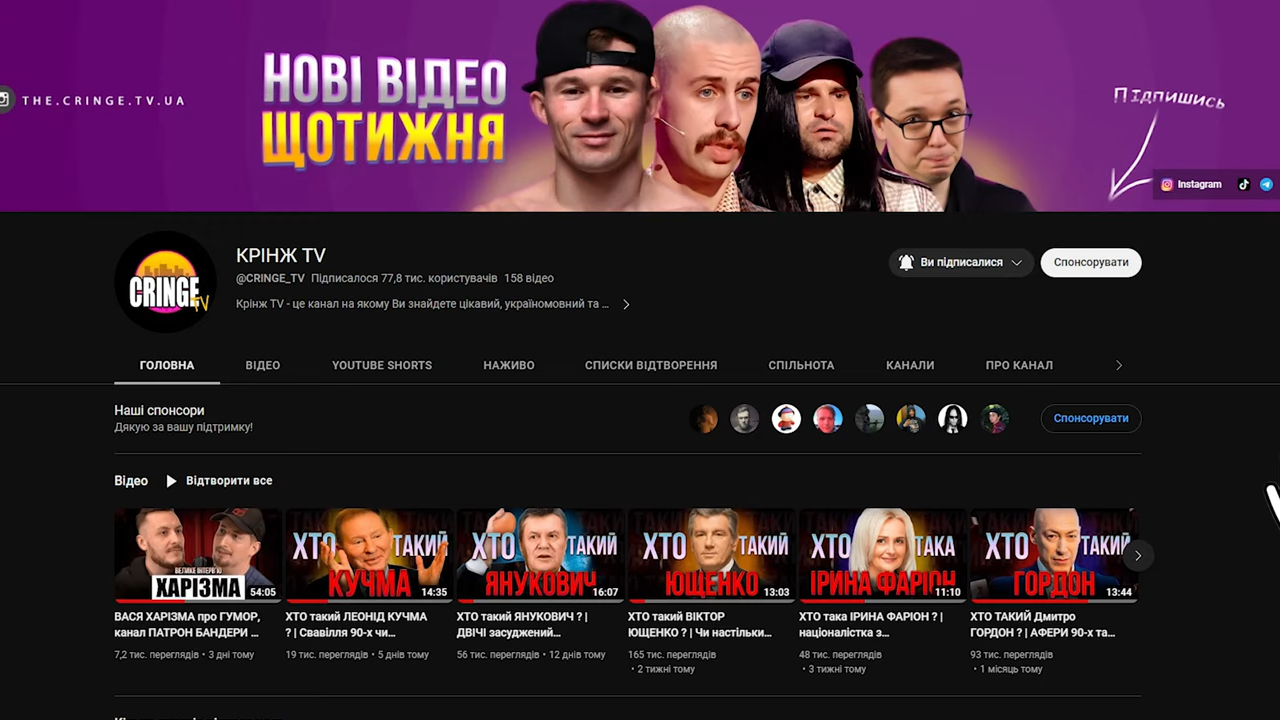 THE.CRINGE.TV.UA
НОВІ ВІДЕО
ЩОТИЖНЯ
Підпишись
Instagram
CRINGE TV
КРІНЖ TV
@CRINGE_TV Підписалося 77,8 тис. користувачів 158 відео
Крінж TV - це канал на якому Ви знайдете цікавий, україномовний та ...
Ви підписалися
Спонсорувати
ГОЛОВНА ВІДЕО YOUTUBE SHORTS НАЖИВО СПИСКИ ВІДТВОРЕННЯ СПІЛЬНОТА КАНАЛИ ПРО КАНАЛ
Наші спонсори
Дякую за вашу підтримку!
Спонсорувати
Відео Відтворити все
ВЕЛИКЕ ІНТЕРВ'Ю
ХАРІЗМА
54:05
ХТО ТАКИЙ
КУЧМА
14:35
ХТО ТАКИЙ
ЯНУКОВИЧ
16:07
ХТО ТАКИЙ
ЮЩЕНКО
13:03
ХТО ТАКА
ІРИНА ФАРІОН
11:10
ХТО ТАКИЙ
ГОРДОН
13:44
ВАСЯ ХАРІЗМА про ГУМОР,
канал ПАТРОН БАНДЕРИ ...
7,2 тис. переглядів • 3 дні тому
ХТО такий ЛЕОНІД КУЧМА
? | Свавілля 90-х чи...
19 тис. переглядів • 5 днів тому
ХТО такий ЯНУКОВИЧ ? |
ДВІЧІ засуджений...
56 тис. переглядів • 12 днів тому
ХТО такий ВІКТОР
ЮЩЕНКО ? | Чи настільки...
165 тис. переглядів
• 2 тижні тому
ХТО така ІРИНА ФАРІОН ? |
націоналістка з...
48 тис. переглядів
• 3 тижні тому
ХТО ТАКИЙ Дмитро
ГОРДОН ? | АФЕРИ 90-х та...
93 тис. переглядів
• 1 місяць тому